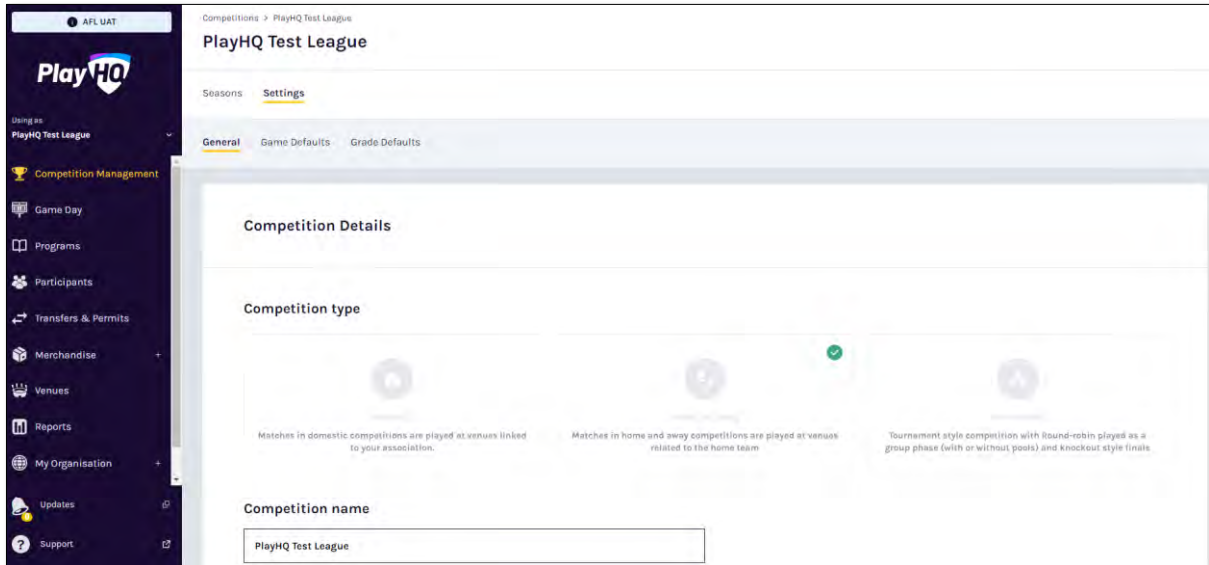 AFL UAT
PlayHQ
Using as
PlayHQ Test League
Competition Management
Game Day
Programs
Participants
Transfers & Permits
Merchandise +
Venues
Reports
My Organisation +
Updates
Support
Competitions > PlayHQ Test League
PlayHQ Test League
Seasons Settings
General Game Defaults Grade Defaults
Competition Details
Competition type
Matches in domestic competitions are played at venues linked
to your association.
Matches in home and away competitions are played at venues
related to the home team
Tournament style competition with Round-robin played as a
group phase (with or without pools) and knockout style finals
Competition name
PlayHQ Test League